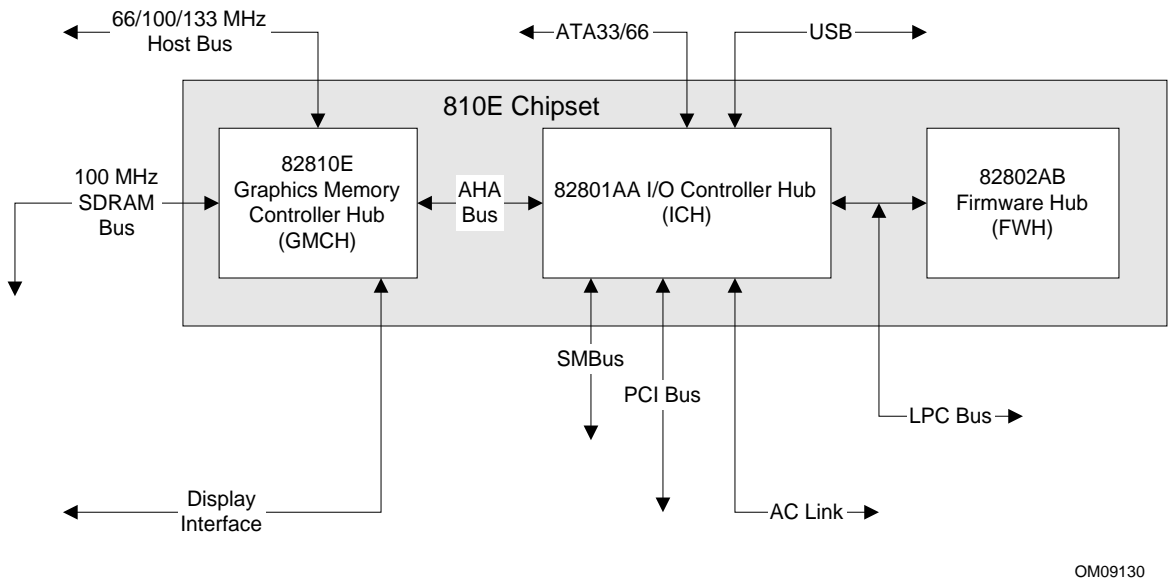 66/100/133 MHz
Host Bus
ATA33/66
USB
810E Chipset
100 MHz
SDRAM
Bus
82810E
Graphics Memory
Controller Hub
(GMCH)
AHA
Bus
82801AA I/O Controller Hub
(ICH)
82802AB
Firmware Hub
(FWH)
SMBus
PCI Bus
LPC Bus
Display
Interface
AC Link
OM09130